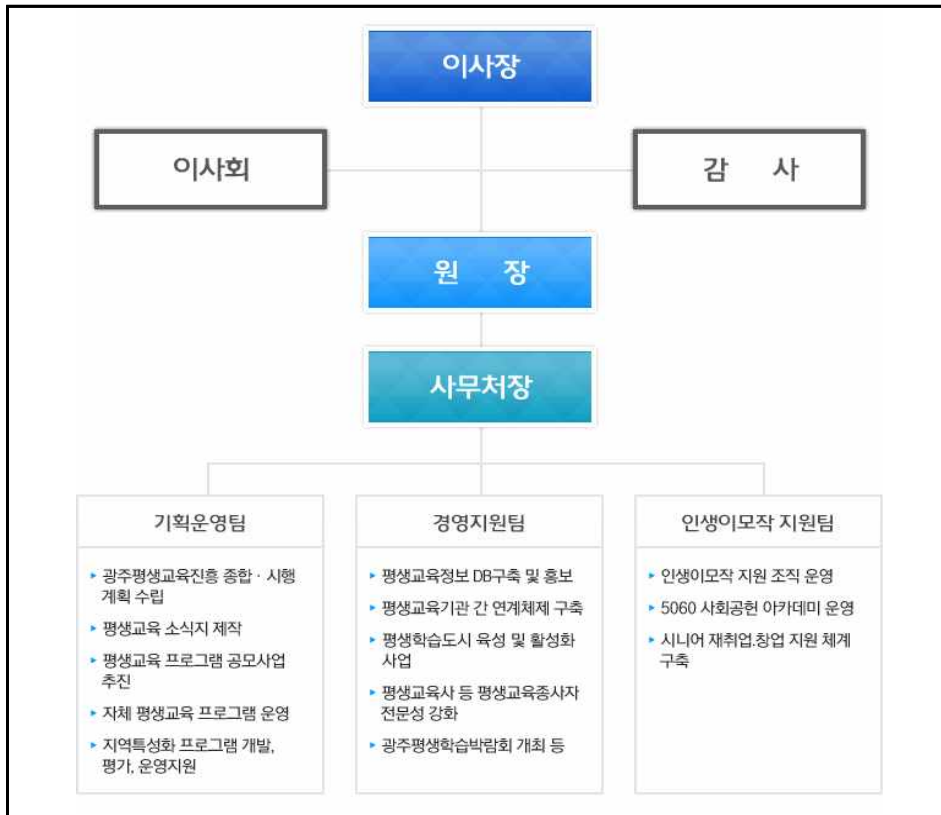 이사장
이사회
감 사
원 장
사무처장
기획운영팀
▸ 광주평생교육진흥 종합 · 시행
계획 수립
▸ 평생교육 소식지 제작
▸ 평생교육 프로그램 공모사업
추진
▸ 자체 평생교육 프로그램 운영
▸ 지역특성화 프로그램 개발,
평가, 운영지원
경영지원팀
▸ 평생교육정보 DB구축 및 홍보
▸ 평생교육기관 간 연계체제 구축
▸ 평생학습도시 육성 및 활성화
사업
▸ 평생교육사 등 평생교육종사자
전문성 강화
▸ 광주평생학습박람회 개최 등
인생이모작 지원팀
▸ 인생이모작 지원 조직 운영
▸ 5060 사회공헌 아카데미 운영
▸ 시니어 재취업.창업 지원 체계
구축